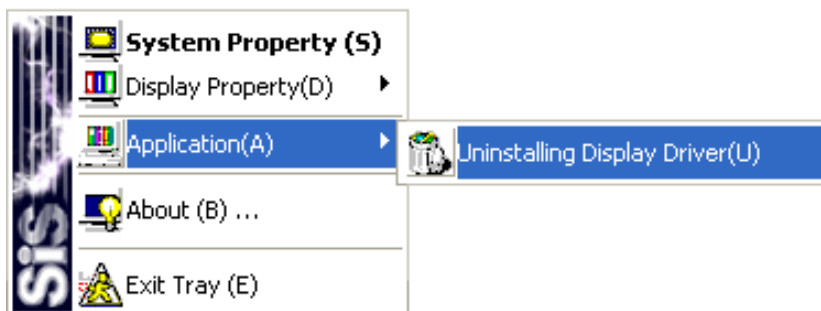 SiS
System Property (S)
Display Property(D)
Application(A)
Uninstalling Display Driver(U)
About (B) ...
Exit Tray (E)